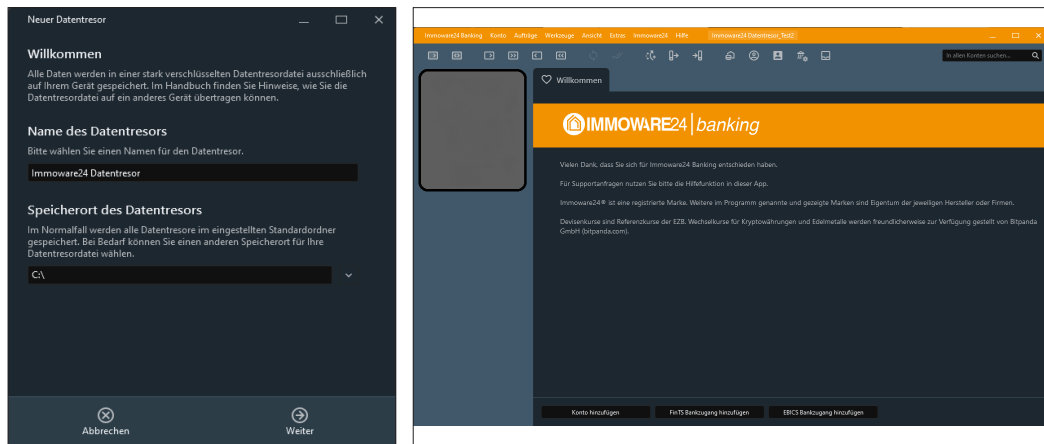 Neuer Datentresor
Willkommen
Alle Daten werden in einer stark verschlüsselten Datentresordatei ausschließlich
auf Ihrem Gerät gespeichert. Im Handbuch finden Sie Hinweise, wie Sie die
Datentresordatei auf ein anderes Gerät übertragen können.
Name des Datentresors
Bitte wählen Sie einen Namen für den Datentresor.
Immoware24 Datentresor
Speicherort des Datentresors
Im Normalfall werden alle Datentresore im eingestellten Standardordner
gespeichert. Bei Bedarf können Sie einen anderen Speicherort für Ihre
Datentresordatei wählen.
C:\
Abbrechen Weiter
Immoware24 Banking Konto Aufträge Werkzeuge Ansicht Extras Immoware24 Hilfe Immoware24 Datentresor_Test2
In allen Konten suchen...
Willkommen
IMMOWARE24 | banking
Vielen Dank, dass Sie sich für Immoware24 Banking entschieden haben.
Für Supportanfragen nutzen Sie bitte die Hilfefunktion in dieser App.
Immoware24® ist eine registrierte Marke. Weitere im Programm genannte und gezeigte Marken sind Eigentum der jeweiligen Hersteller oder Firmen.
Devisenkurse sind Referenzkurse der EZB. Wechselkurse für Kryptowährungen und Edelmetalle werden freundlicherweise zur Verfügung gestellt von Bitpanda
GmbH (bitpanda.com).
Konto hinzufügen FinTS Bankzugang hinzufügen EBICS Bankzugang hinzufügen